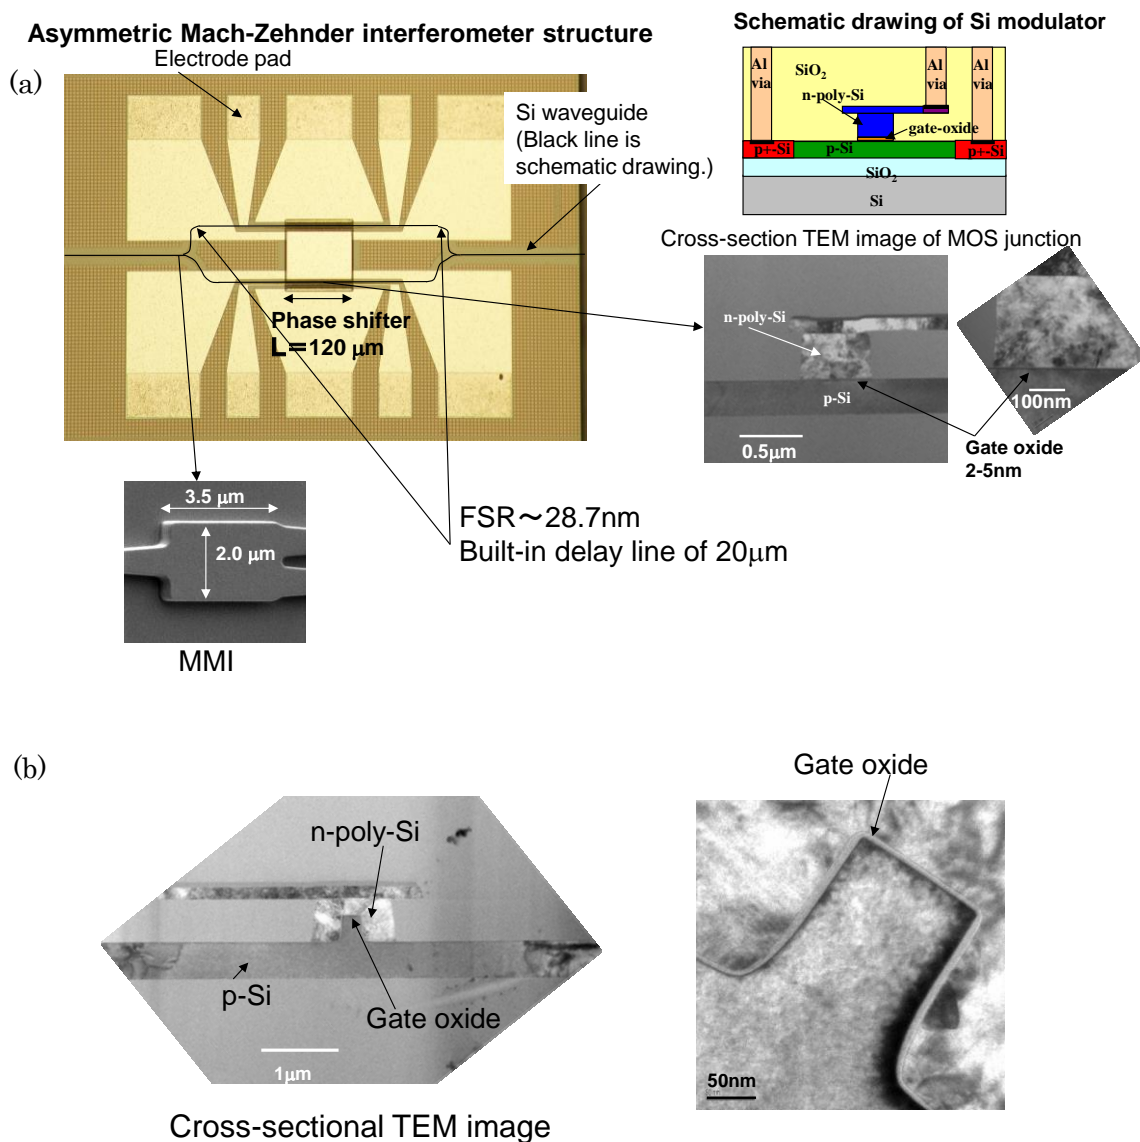 Asymmetric Mach-Zehnder interferometer structure
Electrode pad
(a)
Si waveguide
(Black line is
schematic drawing.)
Phase shifter
L=120 μm
3.5 μm
2.0 μm
MMI
FSR～28.7nm
Built-in delay line of 20μm
Schematic drawing of Si modulator
Al
via
SiO₂
n-poly-Si
Al
via
Al
via
gate-oxide
p+-Si
p-Si
p+-Si
SiO₂
Si
Cross-section TEM image of MOS junction
n-poly-Si
p-Si
0.5μm
100nm
Gate oxide
2-5nm
(b)
n-poly-Si
p-Si
Gate oxide
1μm
Cross-sectional TEM image
Gate oxide
50nm